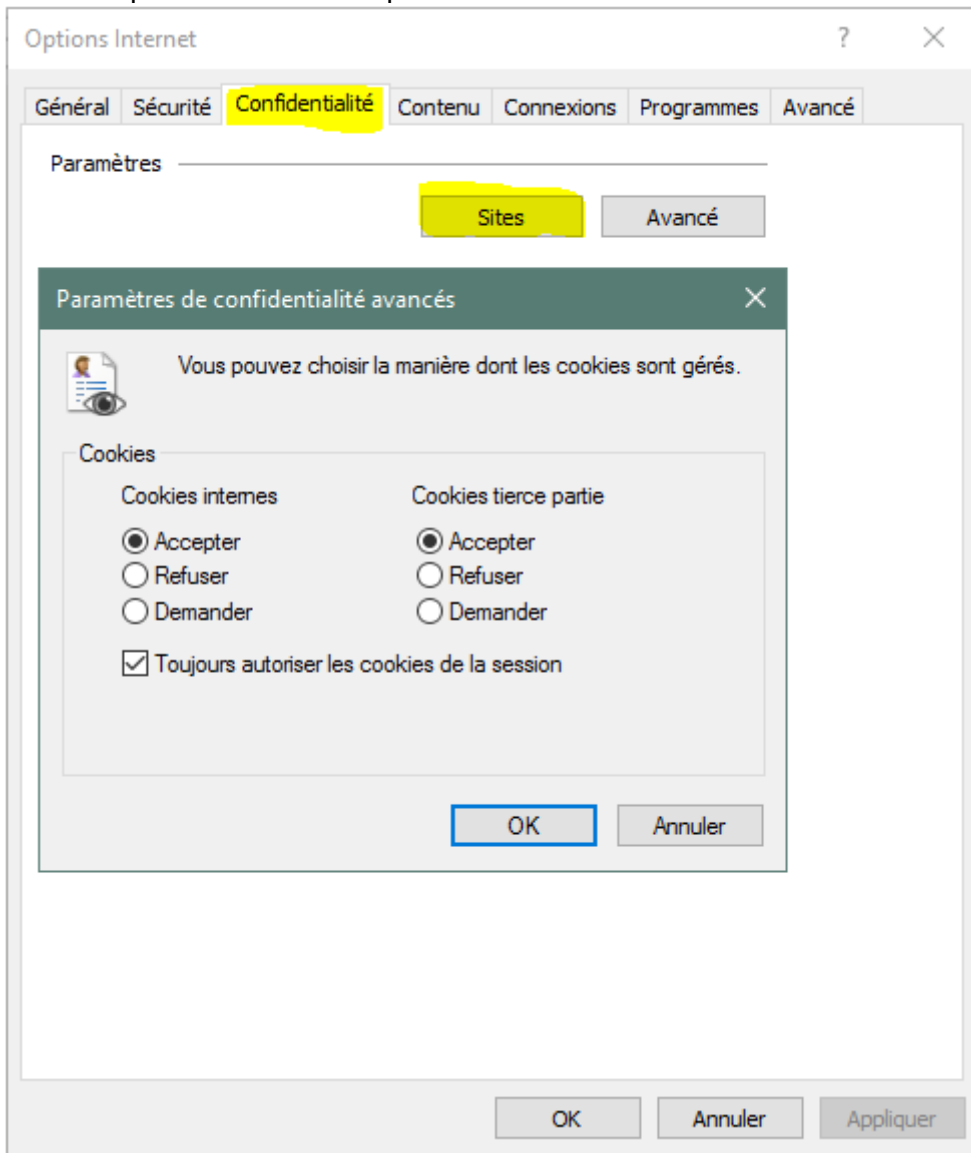 Options Internet ?
Général Sécurité Confidentialité Contenu Connexions Programmes Avancé
Paramètres
Sites Avancé
Paramètres de confidentialité avancés
Vous pouvez choisir la manière dont les cookies sont gérés.
Cookies
Cookies internes Cookies tierce partie
Accepter Accepter
Refuser Refuser
Demander Demander
Toujours autoriser les cookies de la session
OK Annuler
OK Annuler Appliquer